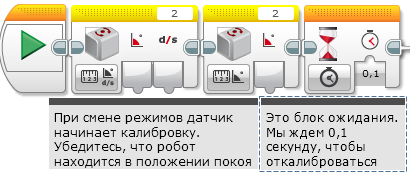 2
2
d/s
d/s
0,1
При смене режимов датчик
начинает калибровку.
Убедитесь, что робот
находится в положении покоя
Это блок ожидания.
Мы ждем 0,1
секунду, чтобы
откалиброваться